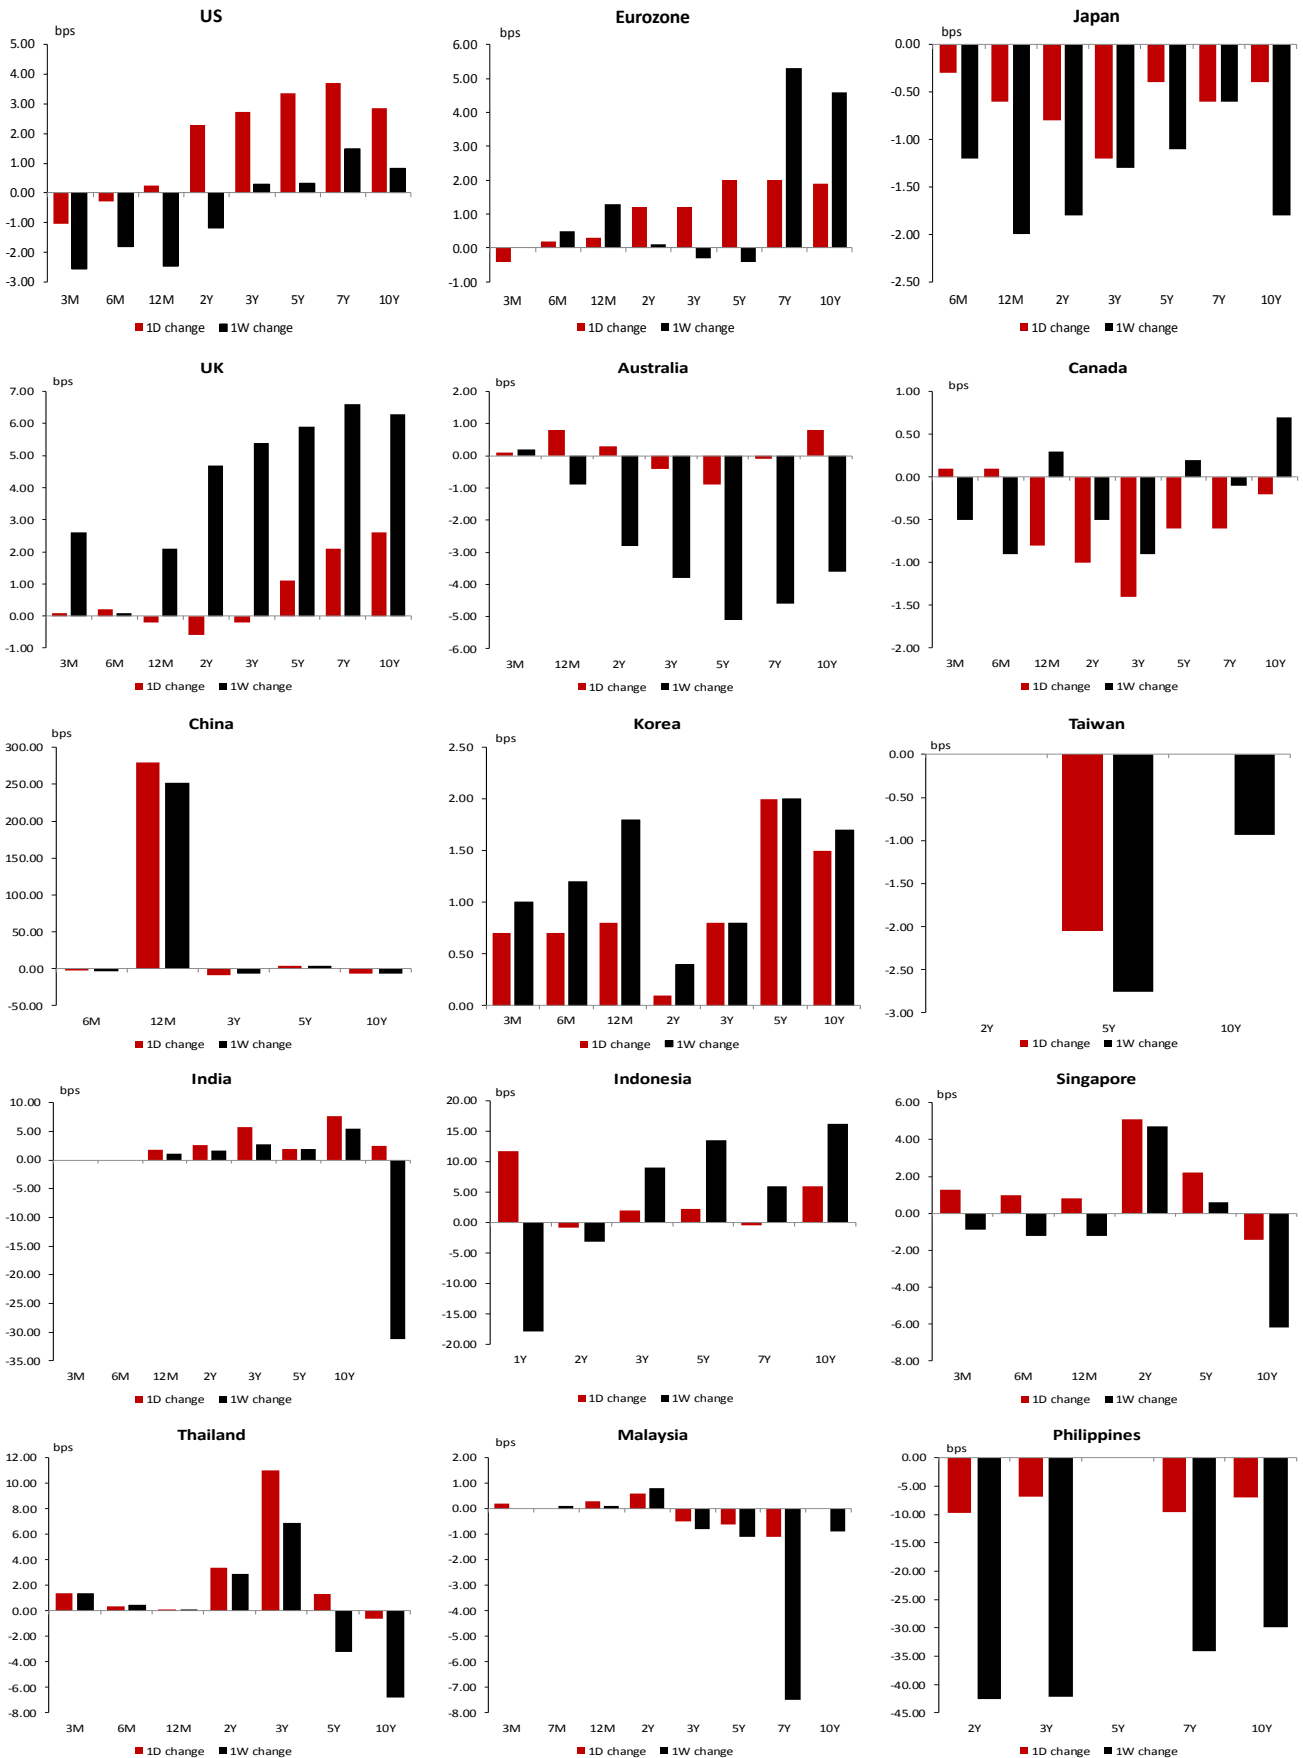 US
bps
5.00
4.00
3.00
2.00
1.00
0.00
-1.00
-2.00
-3.00
3M 6M 12M 2Y 3Y 5Y 7Y 10Y
1D change 1W change
Eurozone
bps
6.00
5.00
4.00
3.00
2.00
1.00
0.00
-1.00
3M 6M 12M 2Y 3Y 5Y 7Y 10Y
1D change 1W change
Japan
bps
0.00
-0.50
-1.00
-1.50
-2.00
-2.50
6M 12M 2Y 3Y 5Y 7Y 10Y
1D change 1W change
UK
bps
7.00
6.00
5.00
4.00
3.00
2.00
1.00
0.00
-1.00
3M 6M 12M 2Y 3Y 5Y 7Y 10Y
1D change 1W change
Australia
bps
2.00
1.00
0.00
-1.00
-2.00
-3.00
-4.00
-5.00
-6.00
3M 12M 2Y 3Y 5Y 7Y 10Y
1D change 1W change
Canada
bps
1.00
0.50
0.00
-0.50
-1.00
-1.50
-2.00
3M 6M 12M 2Y 3Y 5Y 7Y 10Y
1D change 1W change
China
bps
300.00
250.00
200.00
150.00
100.00
50.00
0.00
-50.00
6M 12M 3Y 5Y 10Y
1D change 1W change
Korea
bps
2.50
2.00
1.50
1.00
0.50
0.00
3M 6M 12M 2Y 3Y 5Y 10Y
1D change 1W change
Taiwan
bps
0.00
-0.50
-1.00
-1.50
-2.00
-2.50
-3.00
2Y 5Y 10Y
1D change 1W change
India
bps
10.00
5.00
0.00
-5.00
-10.00
-15.00
-20.00
-25.00
-30.00
-35.00
3M 6M 12M 2Y 3Y 5Y 10Y
1D change 1W change
Indonesia
bps
20.00
15.00
10.00
5.00
0.00
-5.00
-10.00
-15.00
-20.00
1Y 2Y 3Y 5Y 7Y 10Y
1D change 1W change
Singapore
bps
6.00
4.00
2.00
0.00
-2.00
-4.00
-6.00
-8.00
3M 6M 12M 2Y 5Y 10Y
1D change 1W change
Thailand
bps
12.00
10.00
8.00
6.00
4.00
2.00
0.00
-2.00
-4.00
-6.00
-8.00
3M 6M 12M 2Y 3Y 5Y 10Y
1D change 1W change
Malaysia
bps
2.00
1.00
0.00
-1.00
-2.00
-3.00
-4.00
-5.00
-6.00
-7.00
-8.00
3M 7M 12M 2Y 3Y 5Y 7Y 10Y
1D change 1W change
Philippines
bps
0.00
-5.00
-10.00
-15.00
-20.00
-25.00
-30.00
-35.00
-40.00
-45.00
2Y 3Y 5Y 7Y 10Y
1D change 1W change